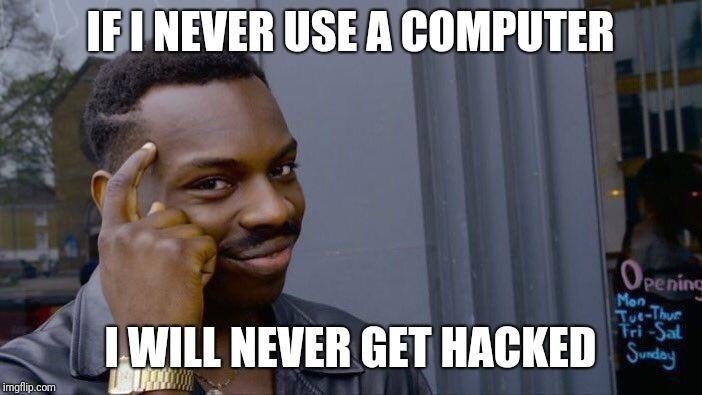 IF I NEVER USE A COMPUTER
I WILL NEVER GET HACKED
Opening
Mon
Tue-Thur
Fri-Sat
Sunday
imgflip.com